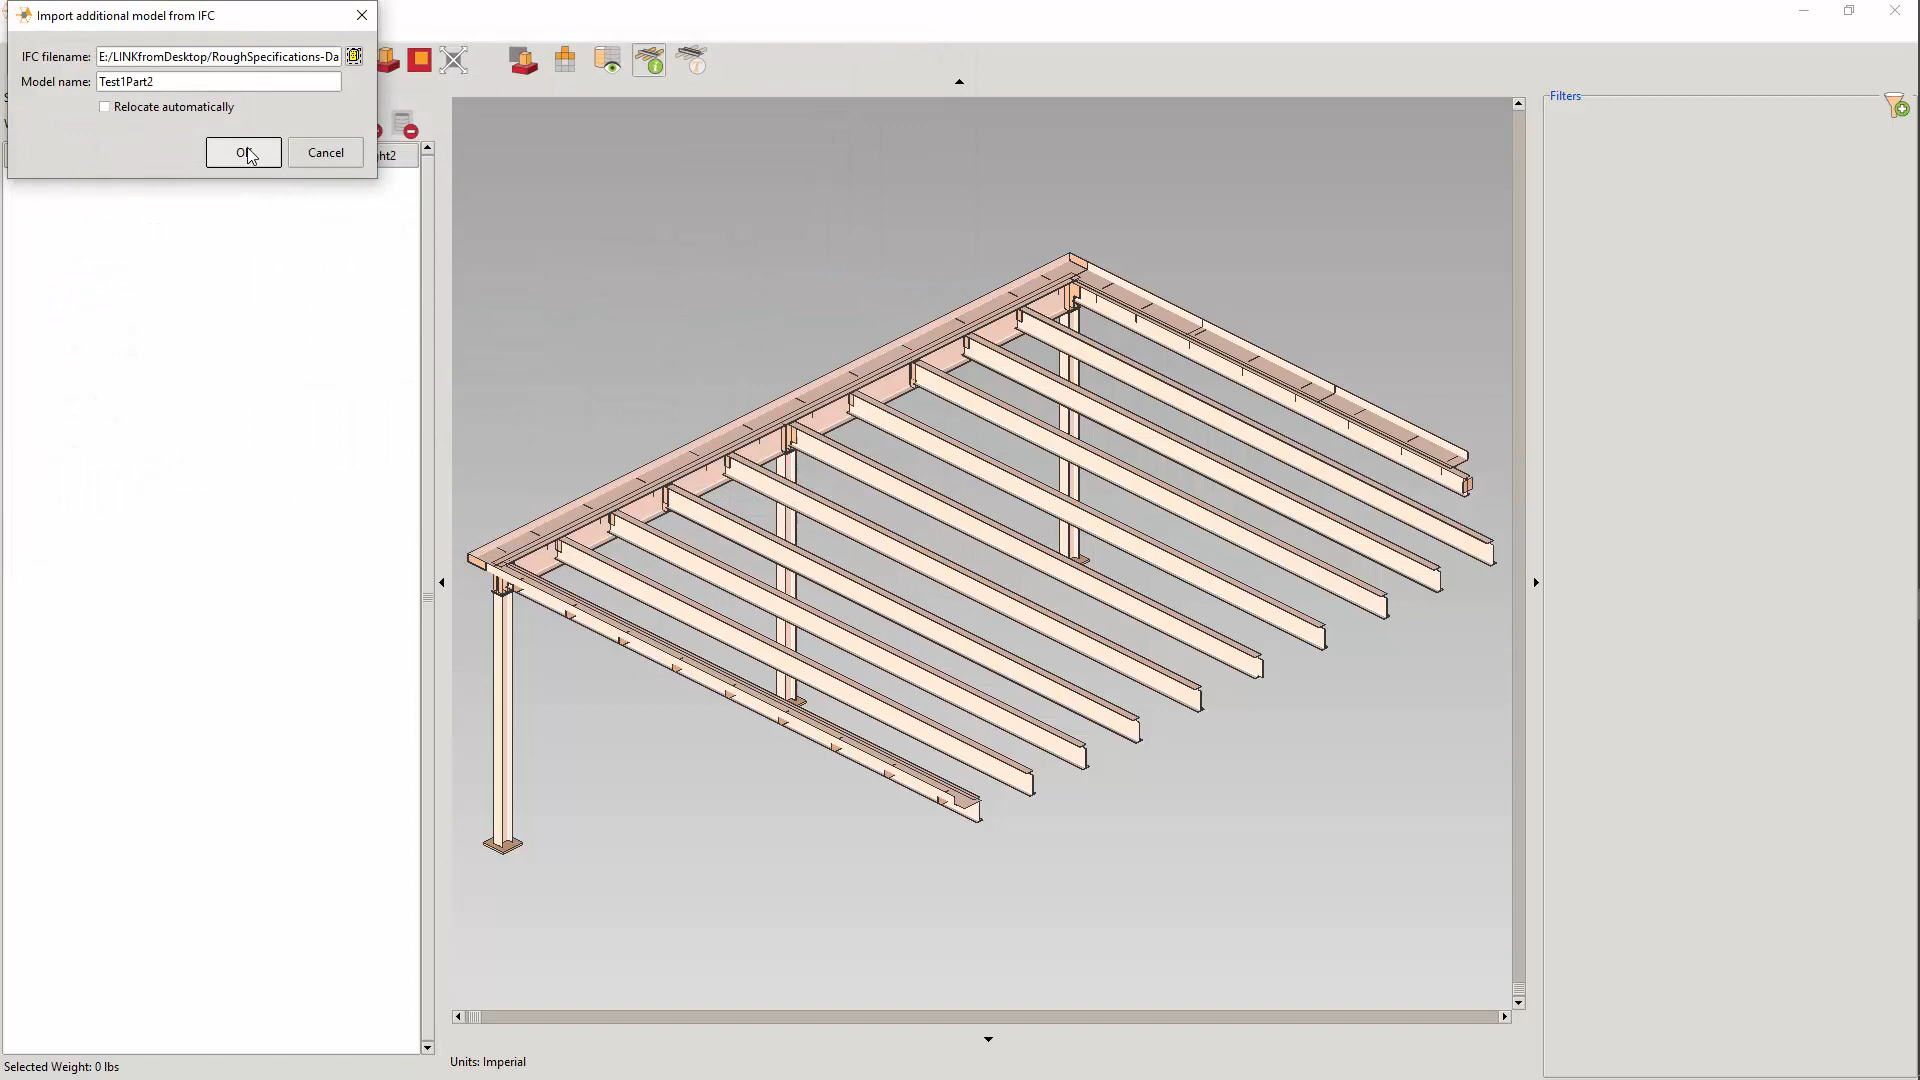 Import additional model from IFC
IFC filename: E:/LINKfromDesktop/RoughSpecifications-Da
Model name: Test1Part2
Relocate automatically
Cancel
ht2
Filters
Selected Weight: 0 lbs
Units: Imperial